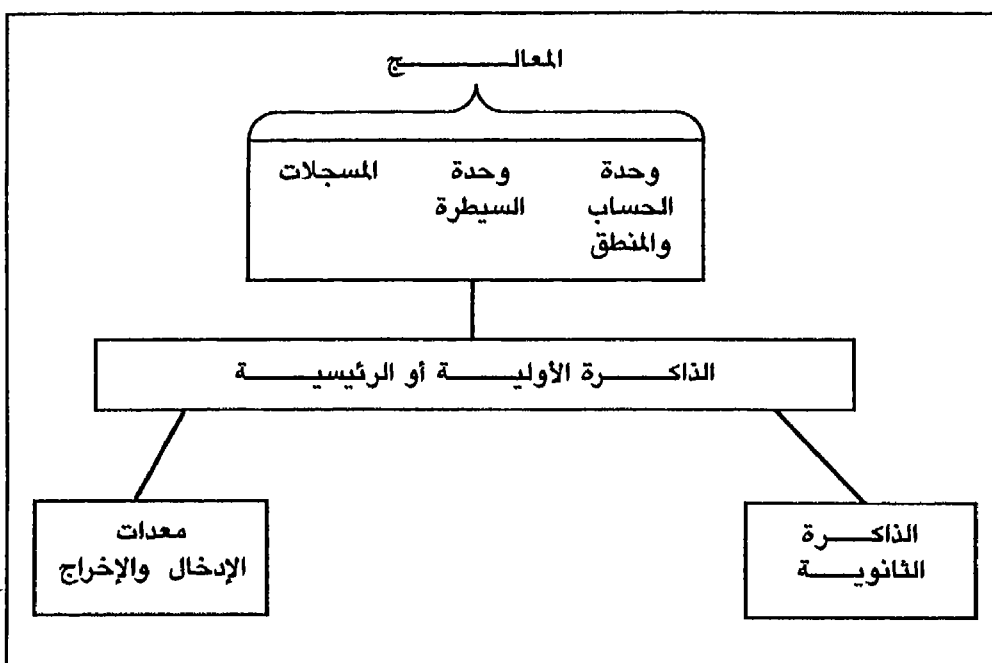 المعالج
وحدة
الحساب
والمنطق
وحدة
السيطرة
المسجلات
الذاكرة الأولية أو الرئيسية
الذاكرة
الثانوية
معدات
الإدخال والإخراج